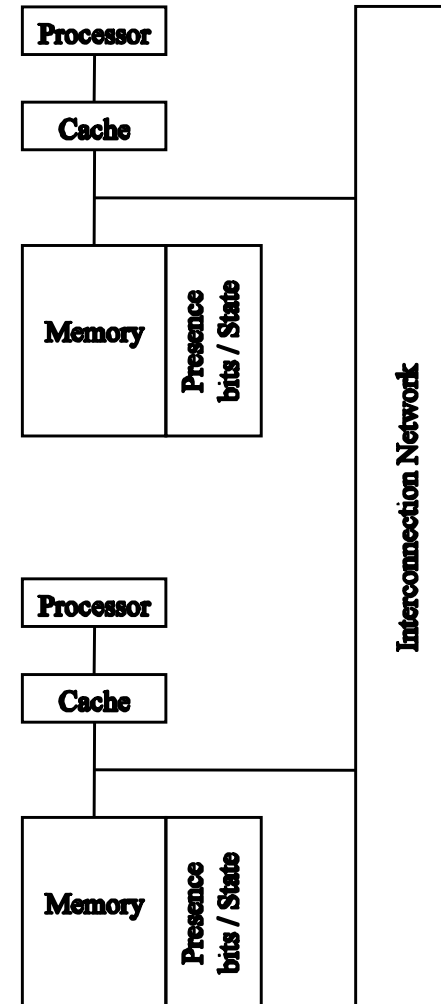 Processor
Cache
Memory
Presence
bits / State
Interconnection Network
Processor
Cache
Memory
Presence
bits / State